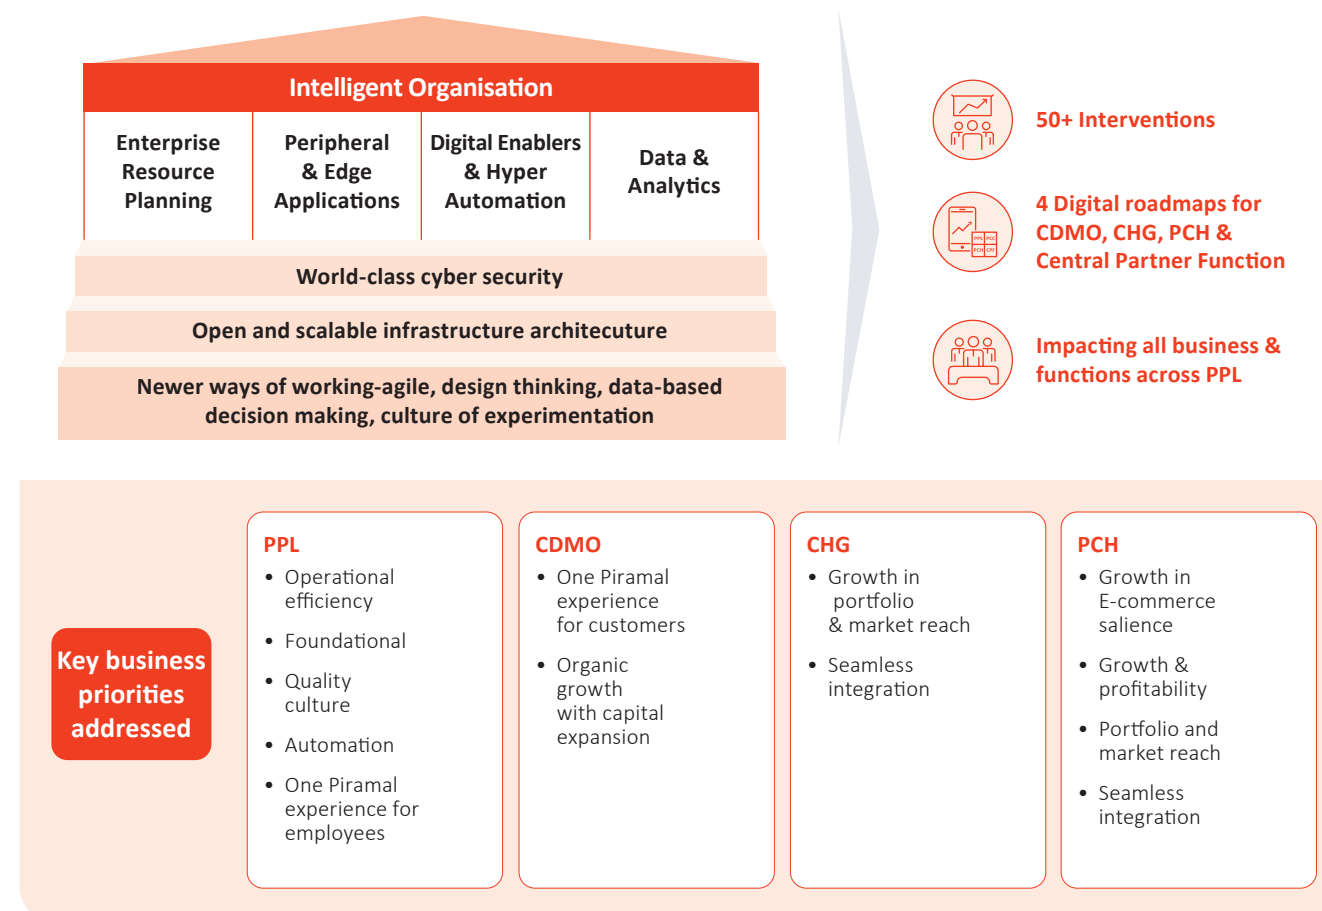 Intelligent Organisation
Enterprise
Resource
Planning
Peripheral
& Edge
Applications
Digital Enablers
& Hyper
Automation
Data &
Analytics
World-class cyber security
Open and scalable infrastructure architecuture
Newer ways of working-agile, design thinking, data-based
decision making, culture of experimentation
50+ Interventions
PPL PCC
PCH CPF
4 Digital roadmaps for
CDMO, CHG, PCH &
Central Partner Function
Impacting all business &
functions across PPL
Key business
priorities
addressed
PPL
• Operational
efficiency
• Foundational
• Quality
culture
• Automation
• One Piramal
experience for
employees
CDMO
• One Piramal
experience
for customers
• Organic
growth
with capital
expansion
CHG
• Growth in
portfolio
& market reach
• Seamless
integration
PCH
• Growth in
E-commerce
salience
• Growth &
profitability
• Portfolio and
market reach
• Seamless
integration